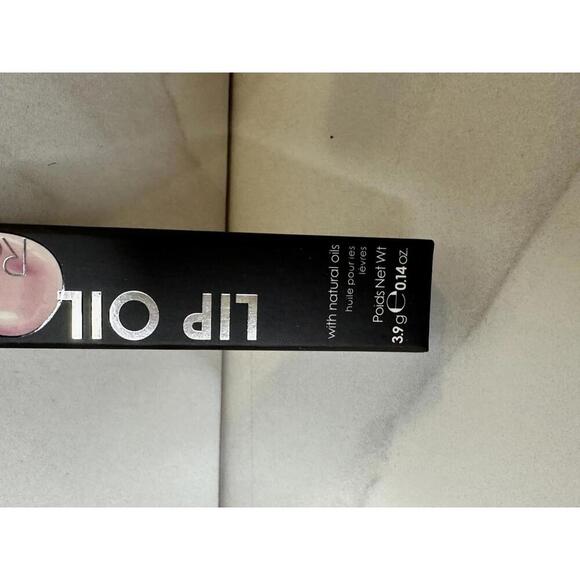 R
LIP OIL
with natural oils
huile pour les
lèvres
Poids Net Wt
3.9 g e 0.14 oz.